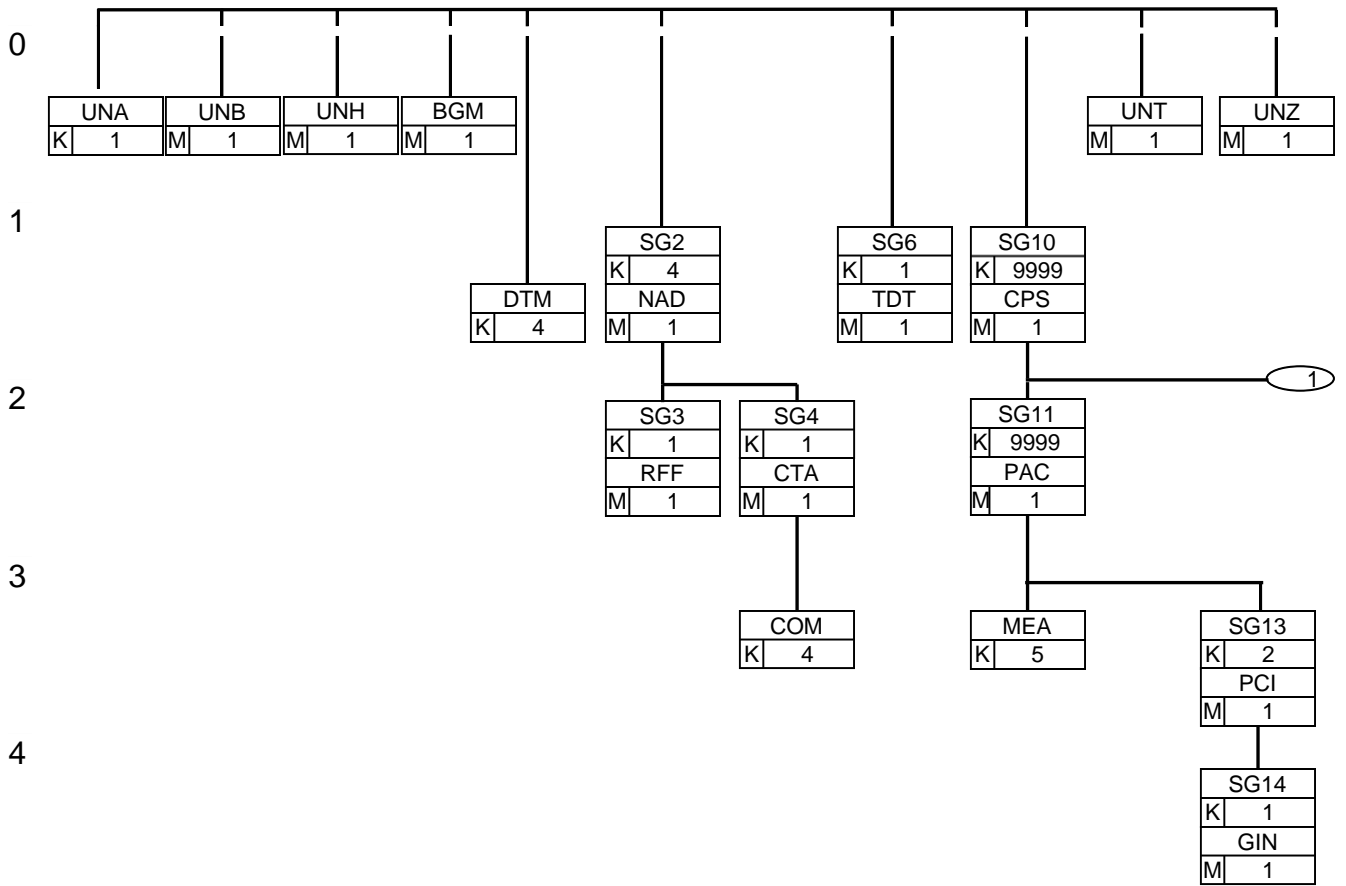 0
UNA UNB UNH BGM UNT UNZ
K 1 M 1 M 1 M 1 M 1 M 1
1
SG2 SG6 SG10
K 4 K 1 K 9999
DTM NAD TDT CPS
K 4 M 1 M 1 M 1
1
2
SG3 SG4 SG11
K 1 K 1 K 9999
RFF CTA PAC
M 1 M 1 M 1
3
COM MEA SG13
K 4 K 5 K 2
PCI
M 1
4
SG14
K 1
GIN
M 1